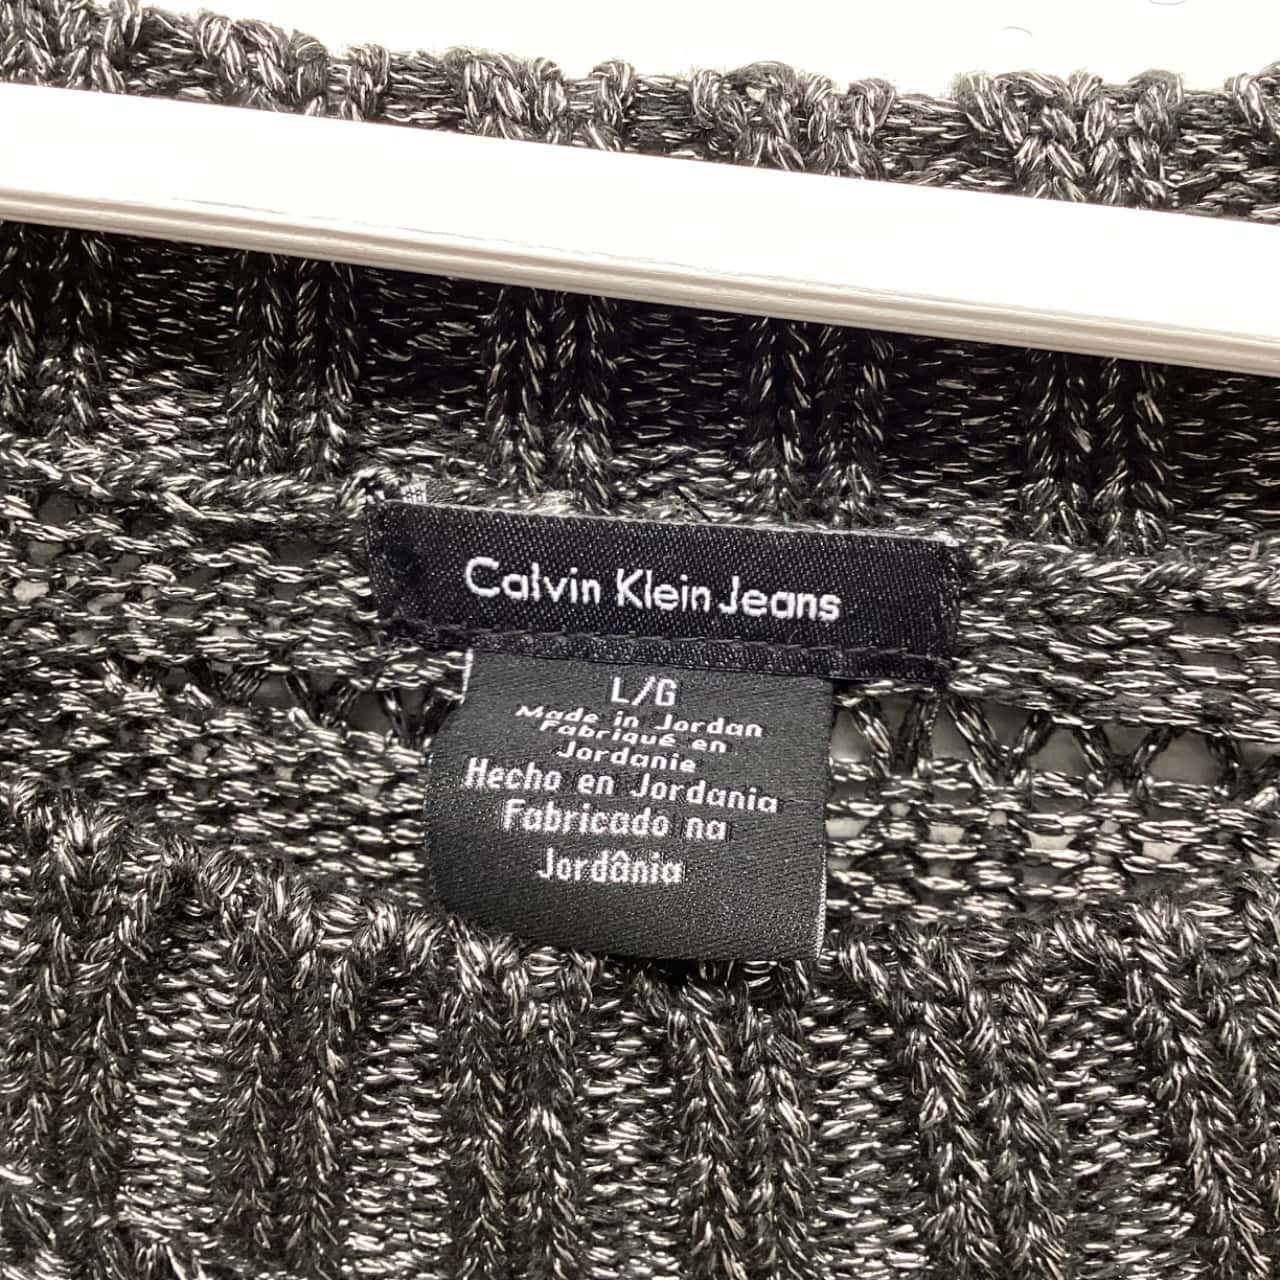 Calvin Klein Jeans
L/G
Made in Jordan
Fabriqué en
Jordanie
Hecho en Jordania
Fabricado na
Jordânia